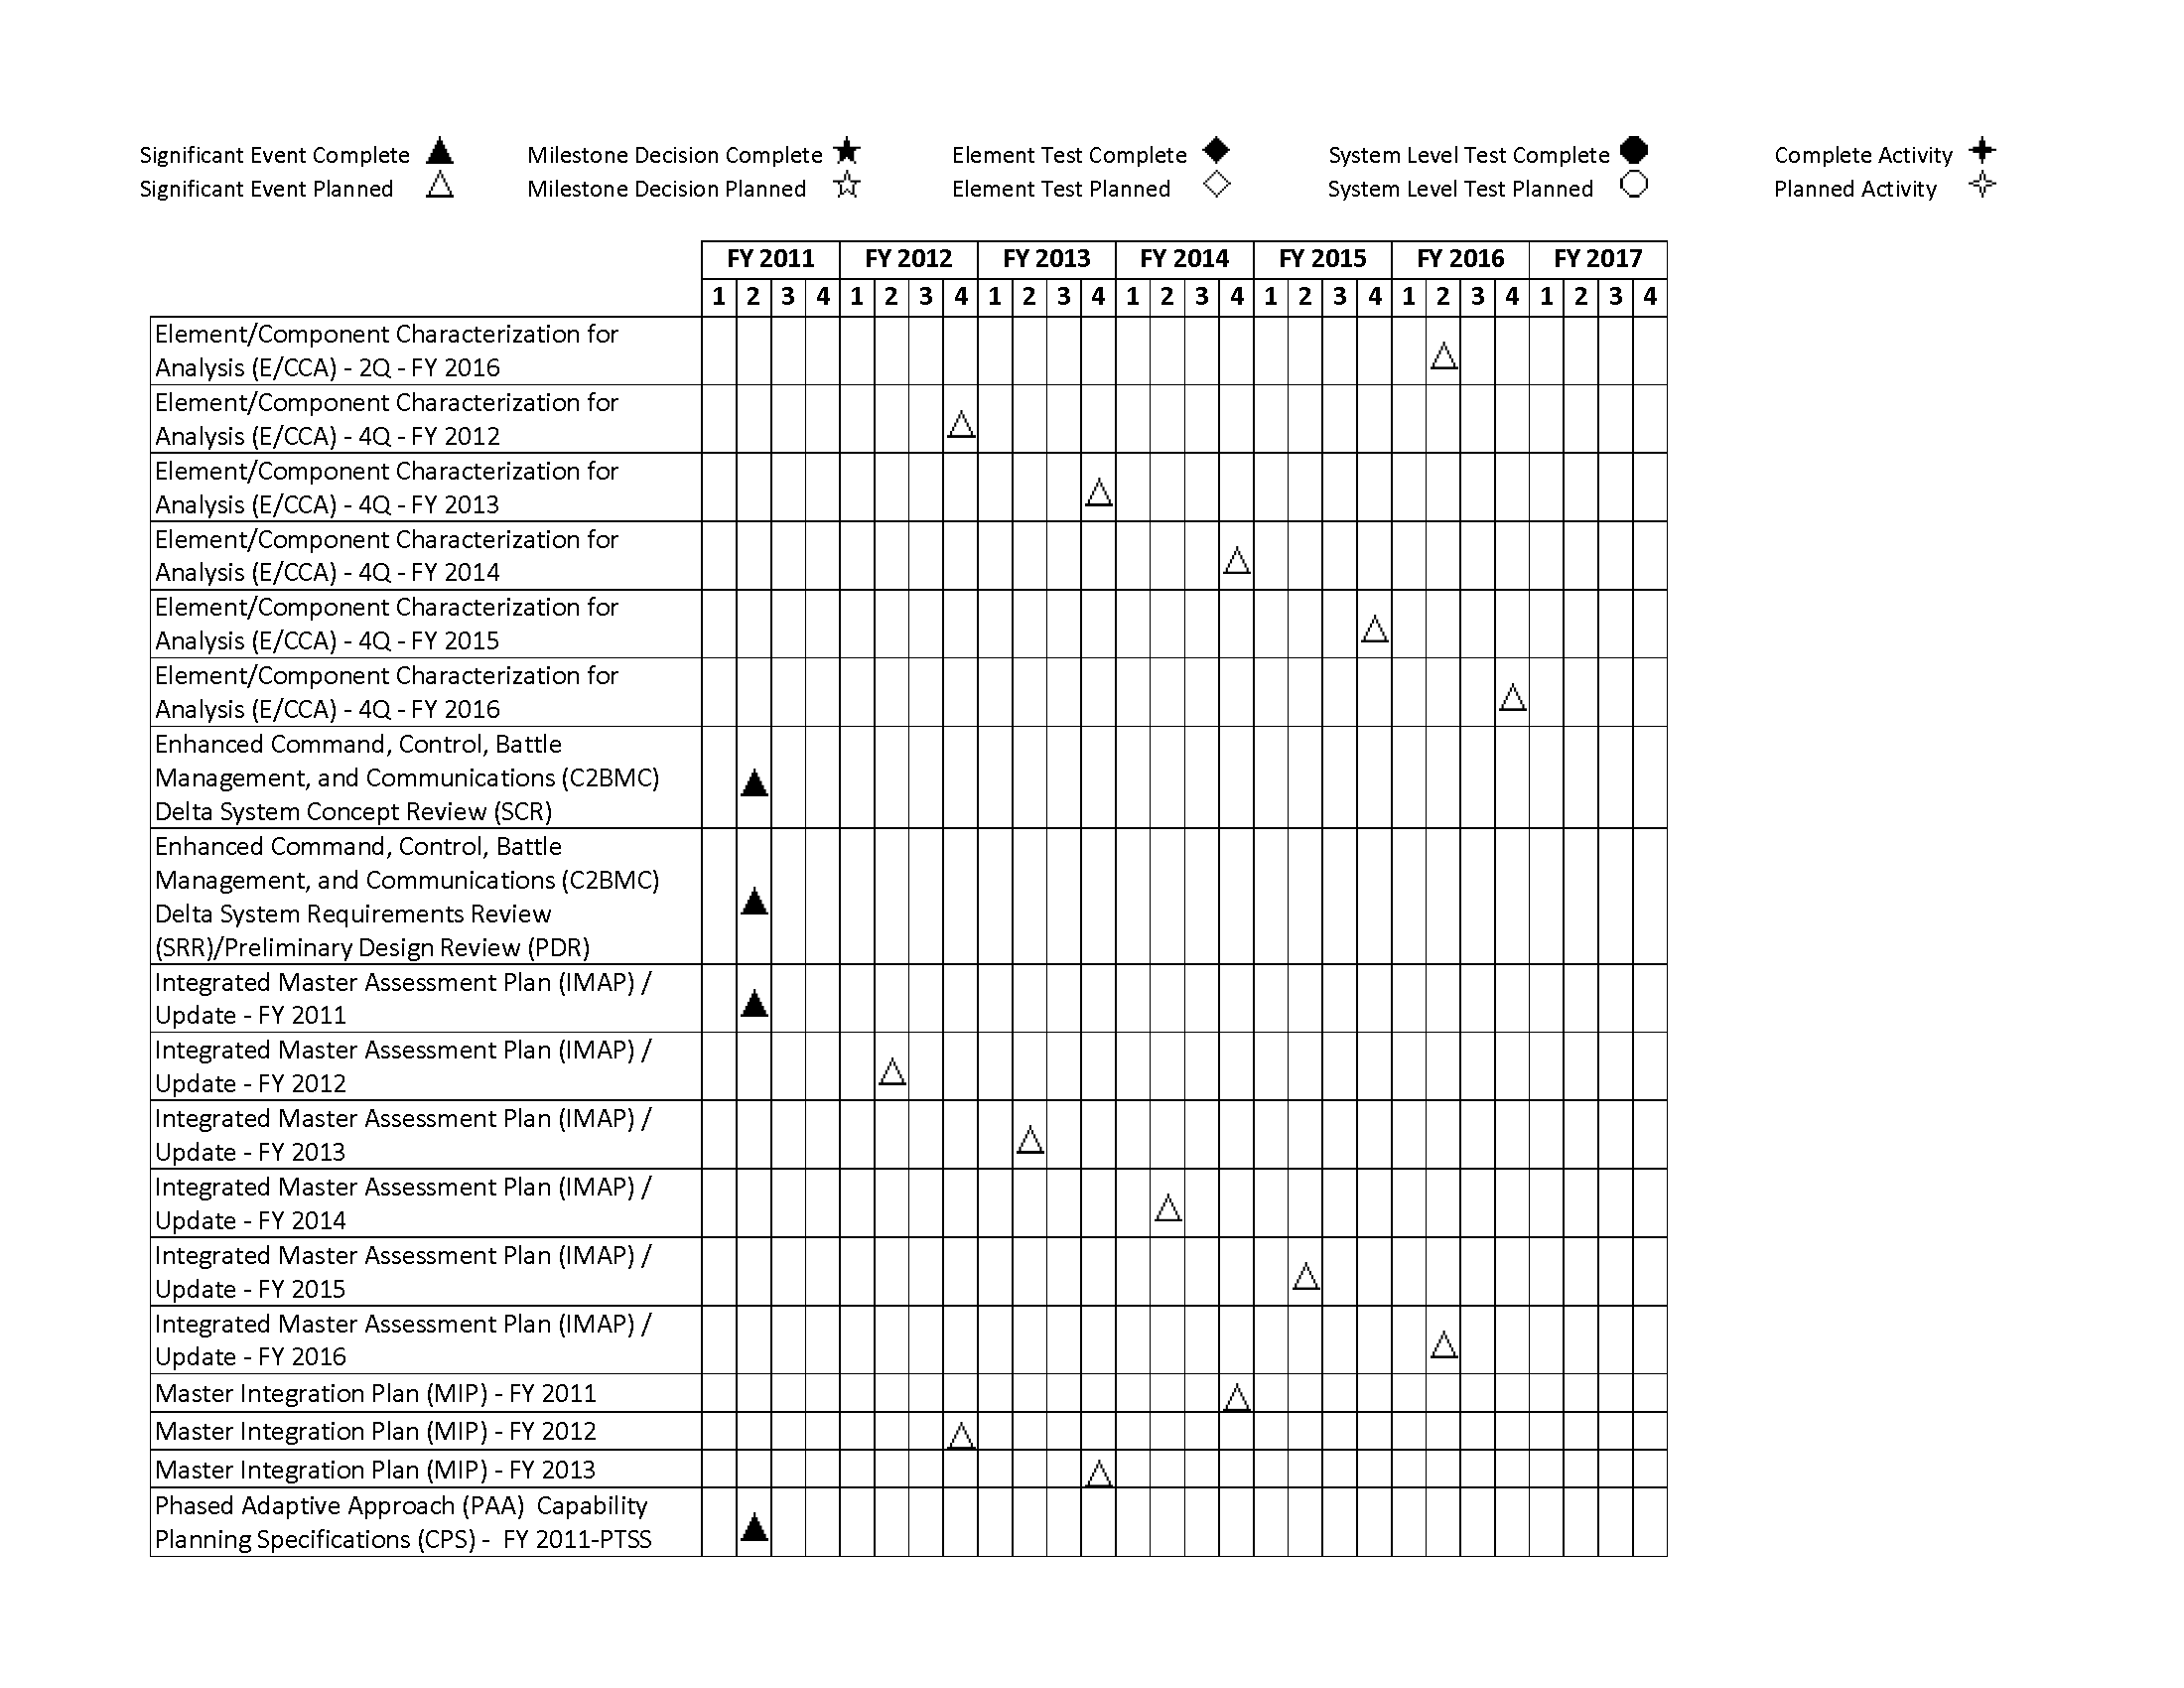 Significant Event Complete Milestone Decision Complete Element Test Complete System Level Test Complete Complete Activity
Significant Event Planned Milestone Decision Planned Element Test Planned System Level Test Planned Planned Activity
FY 2011 FY 2012 FY 2013 FY 2014 FY 2015 FY 2016 FY 2017
1 2 3 4 1 2 3 4 1 2 3 4 1 2 3 4 1 2 3 4 1 2 3 4 1 2 3 4
Element/Component Characterization for
Analysis (E/CCA) - 2Q - FY 2016
Element/Component Characterization for
Analysis (E/CCA) - 4Q - FY 2012
Element/Component Characterization for
Analysis (E/CCA) - 4Q - FY 2013
Element/Component Characterization for
Analysis (E/CCA) - 4Q - FY 2014
Element/Component Characterization for
Analysis (E/CCA) - 4Q - FY 2015
Element/Component Characterization for
Analysis (E/CCA) - 4Q - FY 2016
Enhanced Command, Control, Battle
Management, and Communications (C2BMC)
Delta System Concept Review (SCR)
Enhanced Command, Control, Battle
Management, and Communications (C2BMC)
Delta System Requirements Review
(SRR)/Preliminary Design Review (PDR)
Integrated Master Assessment Plan (IMAP) /
Update - FY 2011
Integrated Master Assessment Plan (IMAP) /
Update - FY 2012
Integrated Master Assessment Plan (IMAP) /
Update - FY 2013
Integrated Master Assessment Plan (IMAP) /
Update - FY 2014
Integrated Master Assessment Plan (IMAP) /
Update - FY 2015
Integrated Master Assessment Plan (IMAP) /
Update - FY 2016
Master Integration Plan (MIP) - FY 2011
Master Integration Plan (MIP) - FY 2012
Master Integration Plan (MIP) - FY 2013
Phased Adaptive Approach (PAA)  Capability
Planning Specifications (CPS) -  FY 2011-PTSS